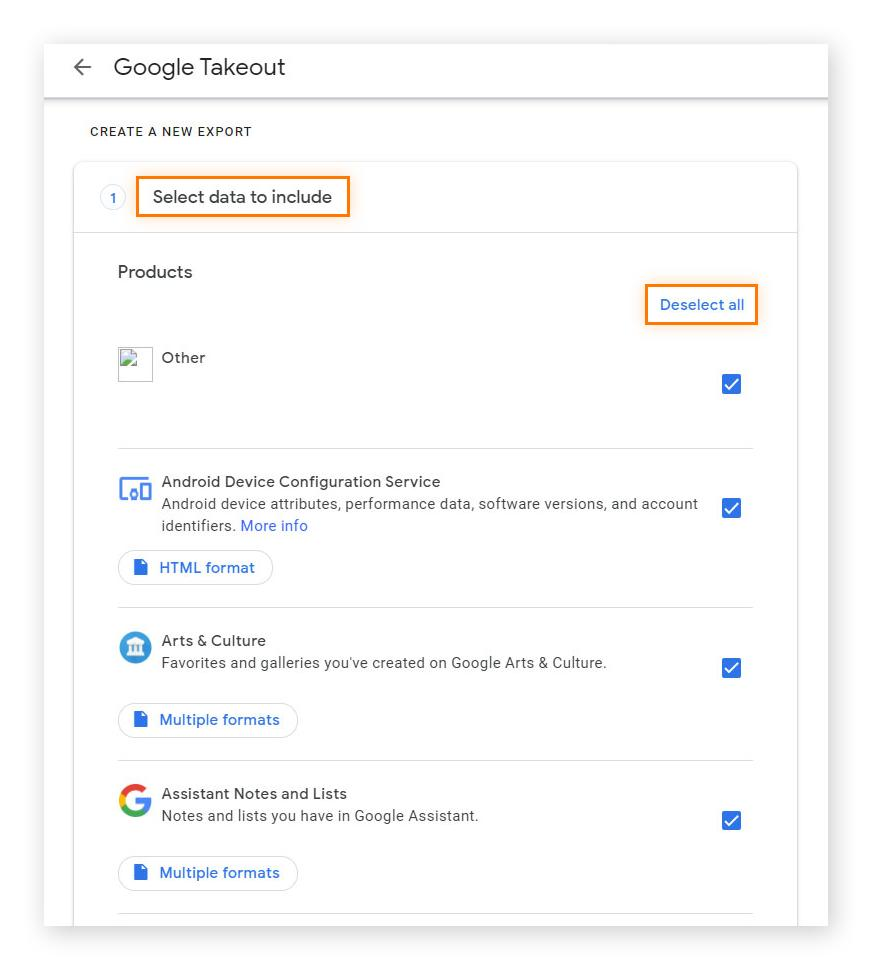 Google Takeout
CREATE A NEW EXPORT
1 Select data to include
Products
Deselect all
Other
Android Device Configuration Service
Android device attributes, performance data, software versions, and account
identifiers. More info
HTML format
Arts & Culture
Favorites and galleries you've created on Google Arts & Culture.
Multiple formats
Assistant Notes and Lists
Notes and lists you have in Google Assistant.
Multiple formats